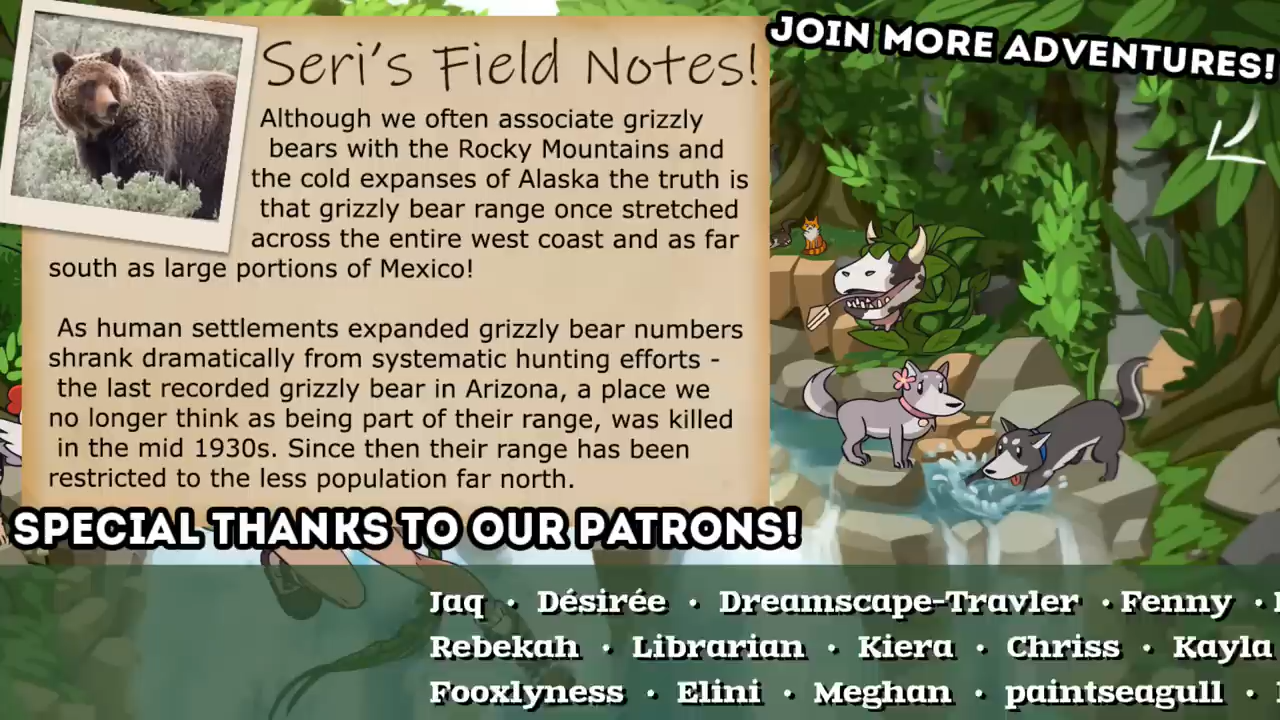 Seri's Field Notes!
Although we often associate grizzly
bears with the Rocky Mountains and
the cold expanses of Alaska the truth is
that grizzly bear range once stretched
across the entire west coast and as far
south as large portions of Mexico!
As human settlements expanded grizzly bear numbers
shrank dramatically from systematic hunting efforts -
the last recorded grizzly bear in Arizona, a place we
no longer think as being part of their range, was killed
in the mid 1930s. Since then their range has been
restricted to the less population far north.
JOIN MORE ADVENTURES!
SPECIAL THANKS TO OUR PATRONS!
Jaq · Désirée · Dreamscape-Travler · Fenny ·
Rebekah · Librarian · Kiera · Chriss · Kayla
Fooxlyness · Elini · Meghan · paintseagull ·